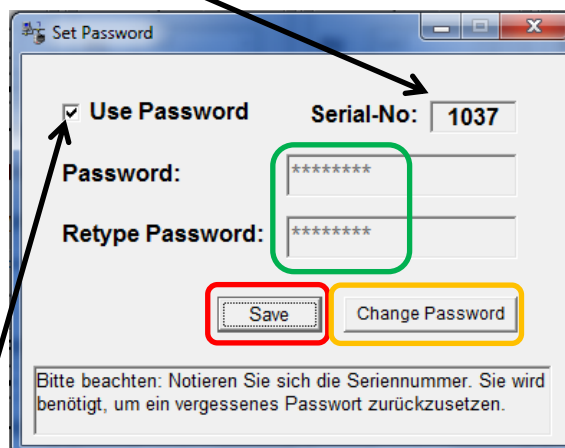 Set Password
Use Password Serial-No: 1037
Password: ********
Retype Password: ********
Save Change Password
Bitte beachten: Notieren Sie sich die Seriennummer. Sie wird
benötigt, um ein vergessenes Passwort zurückzusetzen.